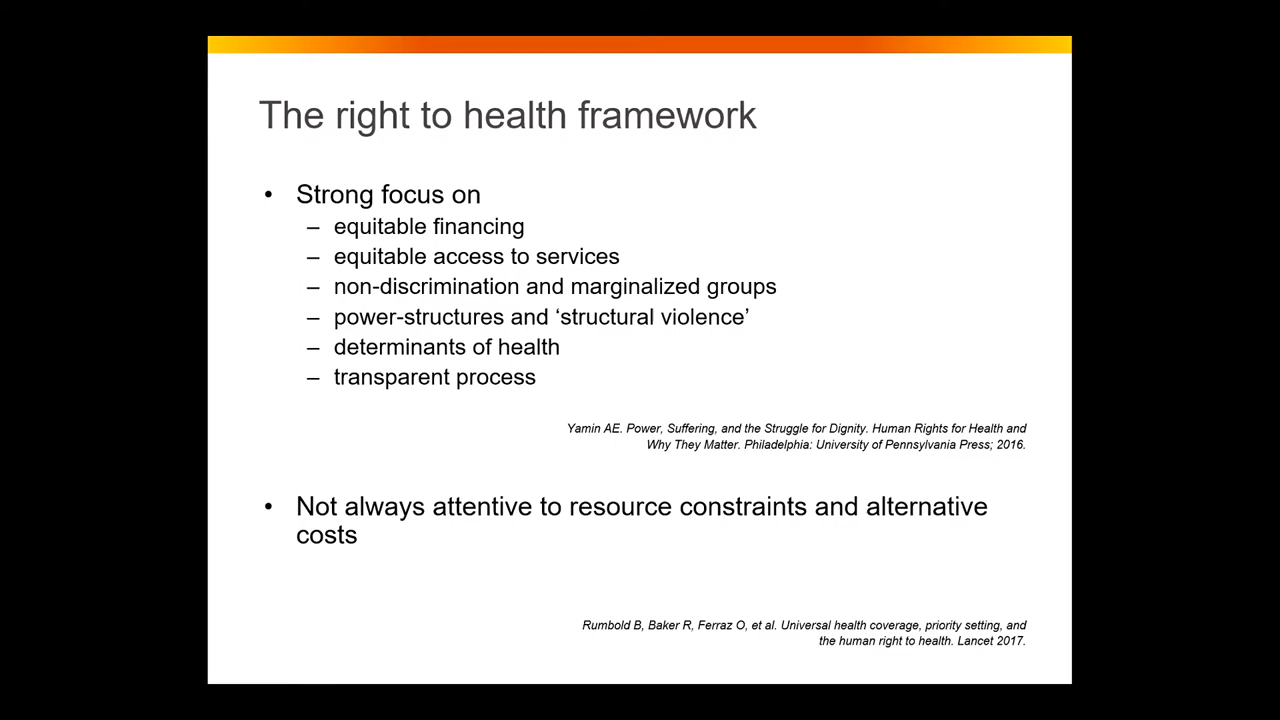 The right to health framework
• Strong focus on
– equitable financing
– equitable access to services
– non-discrimination and marginalized groups
– power-structures and ‘structural violence’
– determinants of health
– transparent process
Yamin AE. Power, Suffering, and the Struggle for Dignity. Human Rights for Health and
Why They Matter. Philadelphia: University of Pennsylvania Press; 2016.
• Not always attentive to resource constraints and alternative
costs
Rumbold B, Baker R, Ferraz O, et al. Universal health coverage, priority setting, and
the human right to health. Lancet 2017.